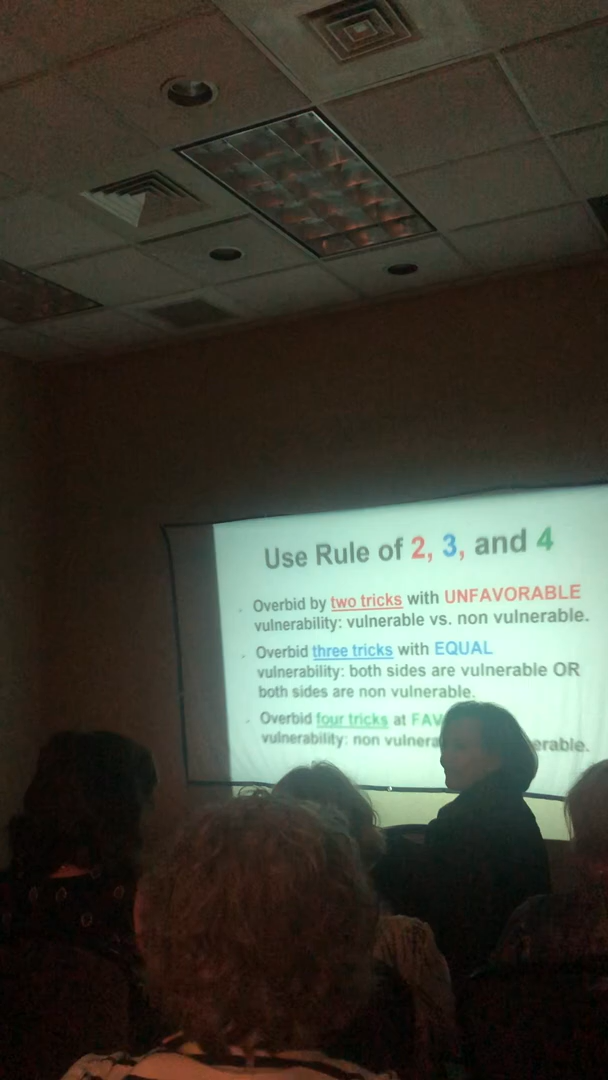 Use Rule of 2, 3, and 4
Overbid by two tricks with UNFAVORABLE
vulnerability: vulnerable vs. non vulnerable.
Overbid three tricks with EQUAL
vulnerability: both sides are vulnerable OR
both sides are non vulnerable.
Overbid four tricks at
vulnerability: non